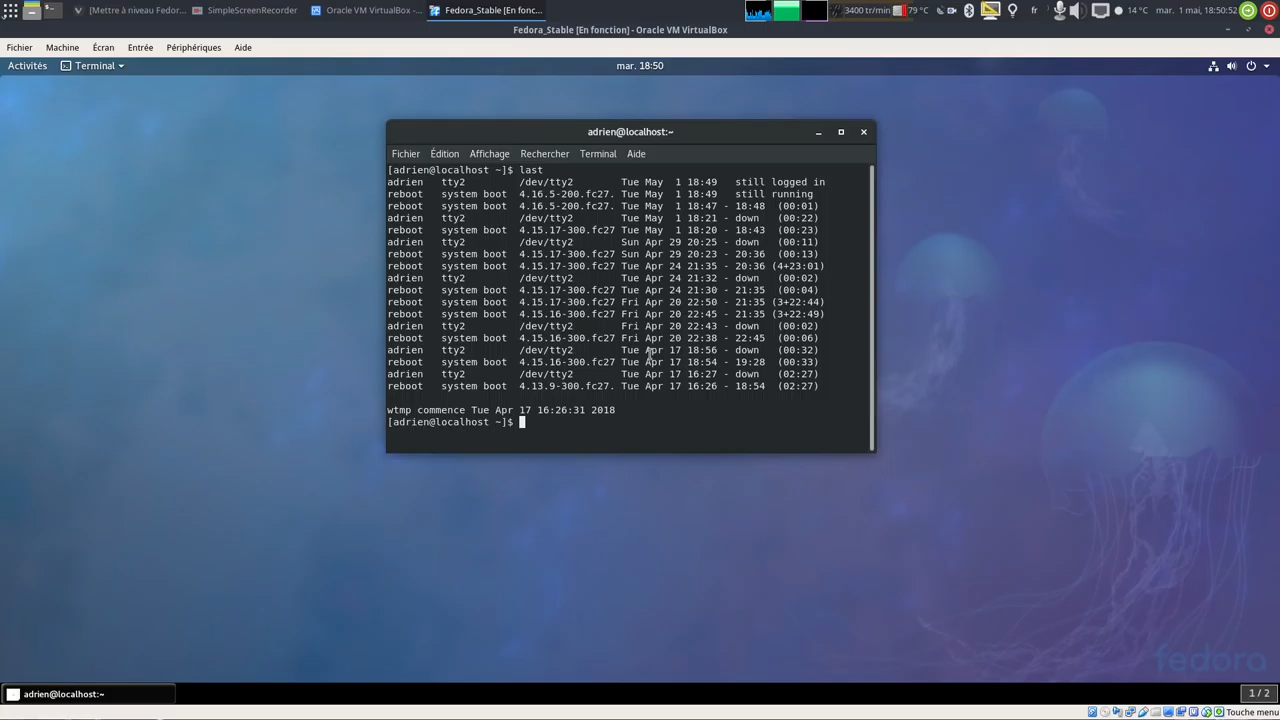 [Mettre à niveau Fedor... SimpleScreenRecorder Oracle VM VirtualBox -... Fedora_Stable [En fonc... 3400 tr/min 79 °C fr 14 °C mar. 1 mai, 18:50:52
Fedora_Stable [En fonction] - Oracle VM VirtualBox
Fichier Machine Écran Entrée Périphériques Aide
Activités Terminal mar. 18:50
adrien@localhost:~
Fichier Édition Affichage Rechercher Terminal Aide
[adrien@localhost ~]$ last
adrien   tty2         /dev/tty2        Tue May  1 18:49   still logged in
reboot   system boot  4.16.5-200.fc27. Tue May  1 18:49   still running
reboot   system boot  4.16.5-200.fc27. Tue May  1 18:47 - 18:48  (00:01)
adrien   tty2         /dev/tty2        Tue May  1 18:21 - down   (00:22)
reboot   system boot  4.15.17-300.fc27 Tue May  1 18:20 - 18:43  (00:23)
adrien   tty2         /dev/tty2        Sun Apr 29 20:25 - down   (00:11)
reboot   system boot  4.15.17-300.fc27 Sun Apr 29 20:23 - 20:36  (00:13)
reboot   system boot  4.15.17-300.fc27 Tue Apr 24 21:35 - 20:36 (4+23:01)
adrien   tty2         /dev/tty2        Tue Apr 24 21:32 - down   (00:02)
reboot   system boot  4.15.17-300.fc27 Tue Apr 24 21:30 - 21:35  (00:04)
reboot   system boot  4.15.17-300.fc27 Fri Apr 20 22:50 - 21:35 (3+22:44)
reboot   system boot  4.15.16-300.fc27 Fri Apr 20 22:45 - 21:35 (3+22:49)
adrien   tty2         /dev/tty2        Fri Apr 20 22:43 - down   (00:02)
reboot   system boot  4.15.16-300.fc27 Fri Apr 20 22:38 - 22:45  (00:06)
adrien   tty2         /dev/tty2        Tue Apr 17 18:56 - down   (00:32)
reboot   system boot  4.15.16-300.fc27 Tue Apr 17 18:54 - 19:28  (00:33)
adrien   tty2         /dev/tty2        Tue Apr 17 16:27 - down   (02:27)
reboot   system boot  4.13.9-300.fc27. Tue Apr 17 16:26 - 18:54  (02:27)
wtmp commence Tue Apr 17 16:26:31 2018
[adrien@localhost ~]$
fedora
adrien@localhost:~ 1 / 2
Touche menu